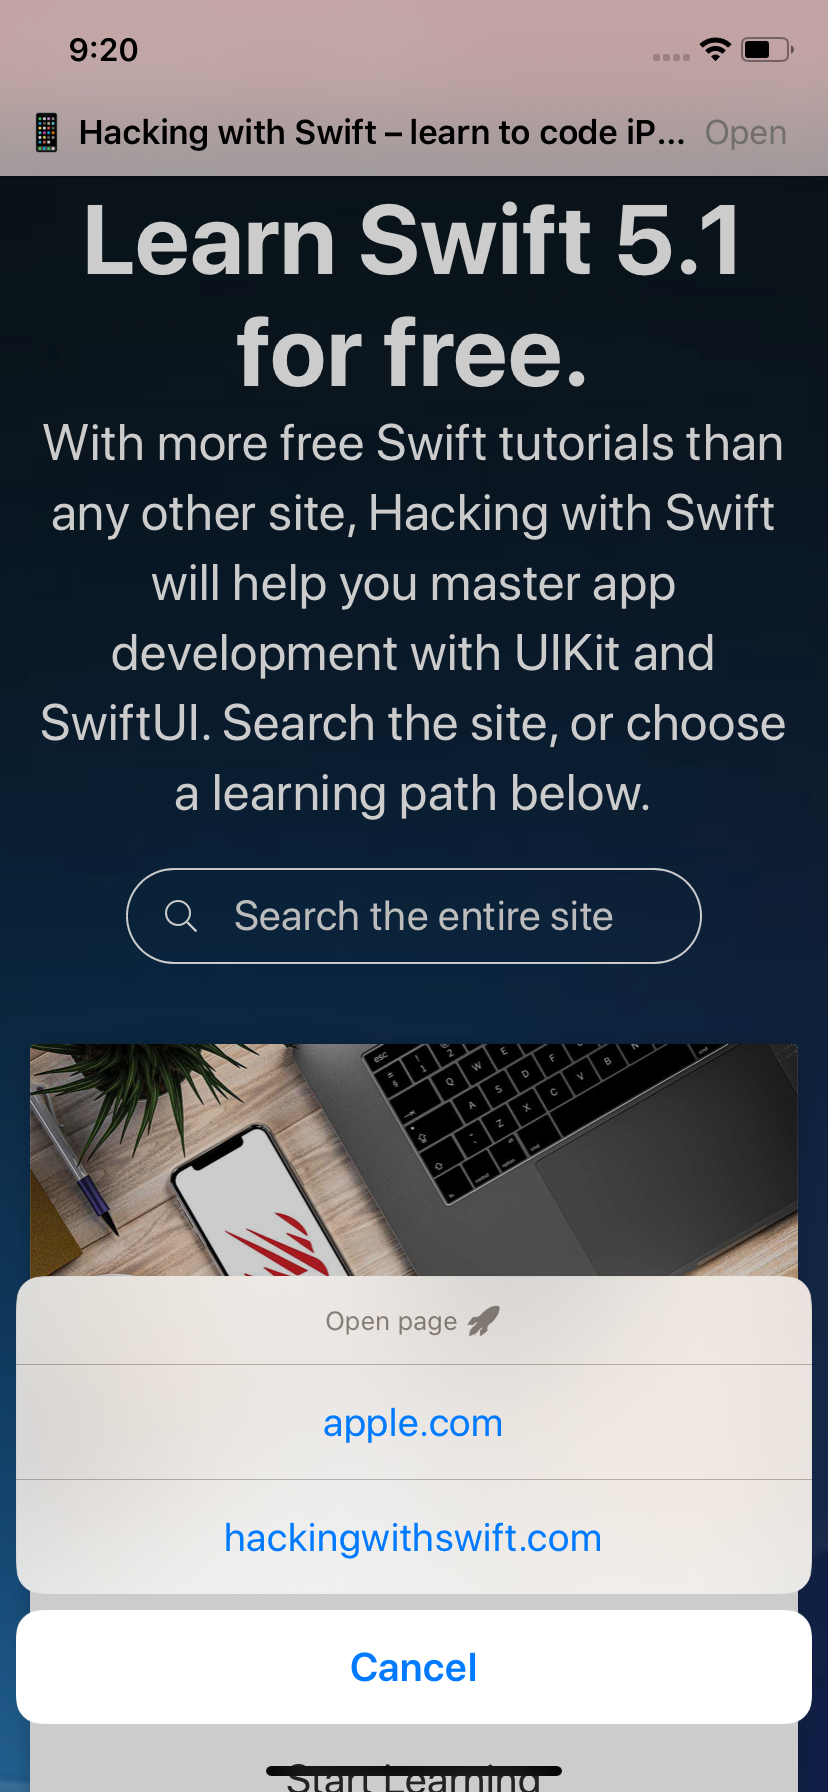 9:20
📱 Hacking with Swift – learn to code iP... Open
Learn Swift 5.1
for free.
With more free Swift tutorials than
any other site, Hacking with Swift
will help you master app
development with UIKit and
SwiftUI. Search the site, or choose
a learning path below.
Search the entire site
Open page 🚀
apple.com
hackingwithswift.com
Cancel
Start Learning